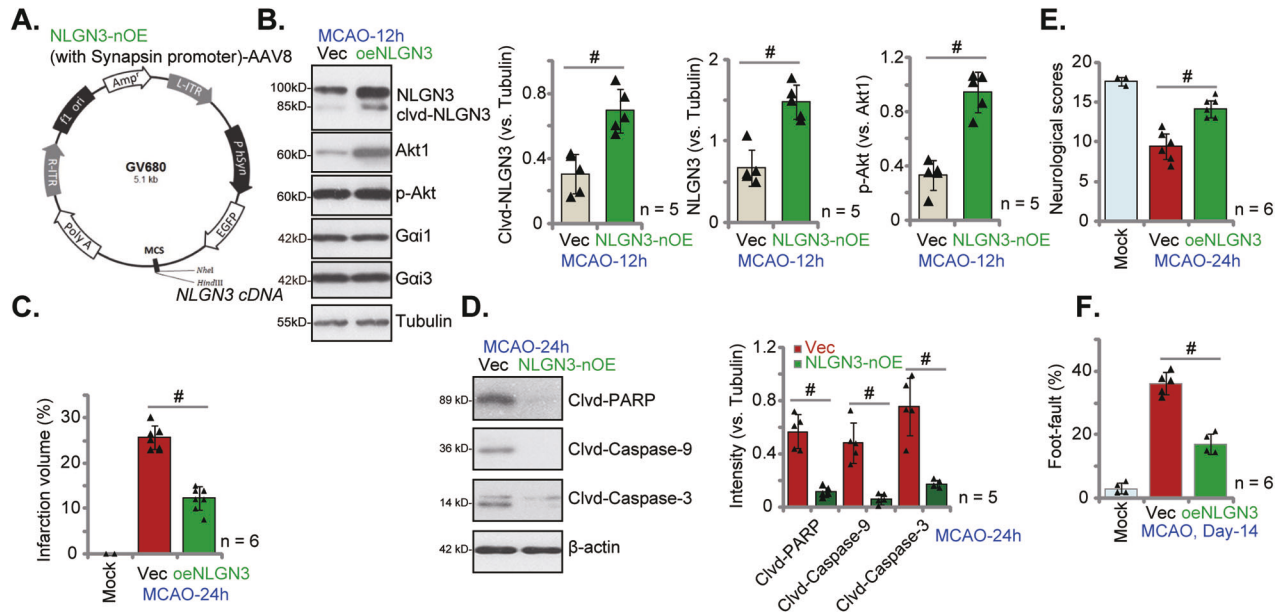 A.
NLGN3-nOE
(with Synapsin promoter)-AAV8
Ampr
L-ITR
P hSyn
EGFP
MCS
NheI
HindIII
NLGN3 cDNA
Poly A
R-ITR
f1 ori
GV680
5.1 kb
B.
MCAO-12h
Vec oeNLGN3
100kD
85kD
NLGN3
clvd-NLGN3
60kD
Akt1
60kD
p-Akt
42kD
Gαi1
42kD
Gαi3
55kD
Tubulin
Clvd-NLGN3 (vs. Tubulin)
0.8
0.4
0
#
n = 5
Vec NLGN3-nOE
MCAO-12h
NLGN3 (vs. Tubulin)
2
1
0
#
n = 5
Vec NLGN3-nOE
MCAO-12h
p-Akt (vs. Akt1)
1.2
0.8
0.4
0
#
n = 5
Vec NLGN3-nOE
MCAO-12h
E.
Neurological scores
20
15
10
5
0
#
n = 6
Mock
Vec oeNLGN3
MCAO-24h
C.
Infarction volume (%)
30
20
10
0
#
n = 6
Mock
Vec oeNLGN3
MCAO-24h
D.
MCAO-24h
Vec NLGN3-nOE
89 kD
Clvd-PARP
36 kD
Clvd-Caspase-9
14 kD
Clvd-Caspase-3
42 kD
β-actin
Intensity (vs. Tubulin)
1.2
0.8
0.4
0
Vec
NLGN3-nOE
#
#
#
n = 5
Clvd-PARP
Clvd-Caspase-9
Clvd-Caspase-3
MCAO-24h
F.
Foot-fault (%)
60
40
20
0
#
n = 6
Mock
Vec oeNLGN3
MCAO, Day-14